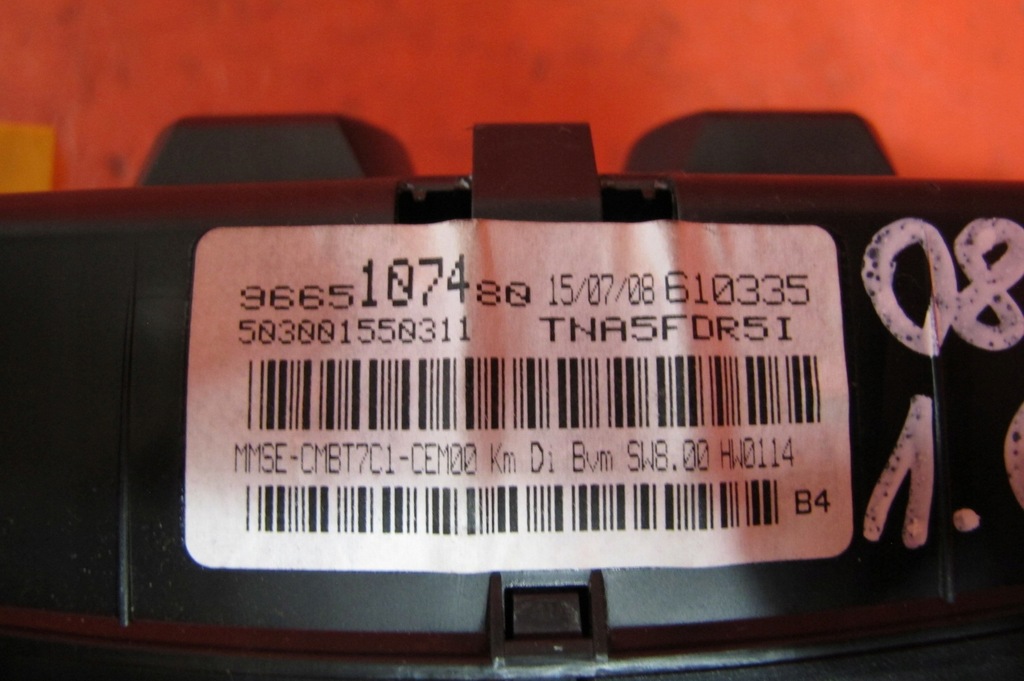 9665107480 15/07/08 610335
503001550311 TNA5FDR5I
MMSE-CMBT7C1-CEM00 Km Di Bvm SW8.00 HW0114
B4
08
1.